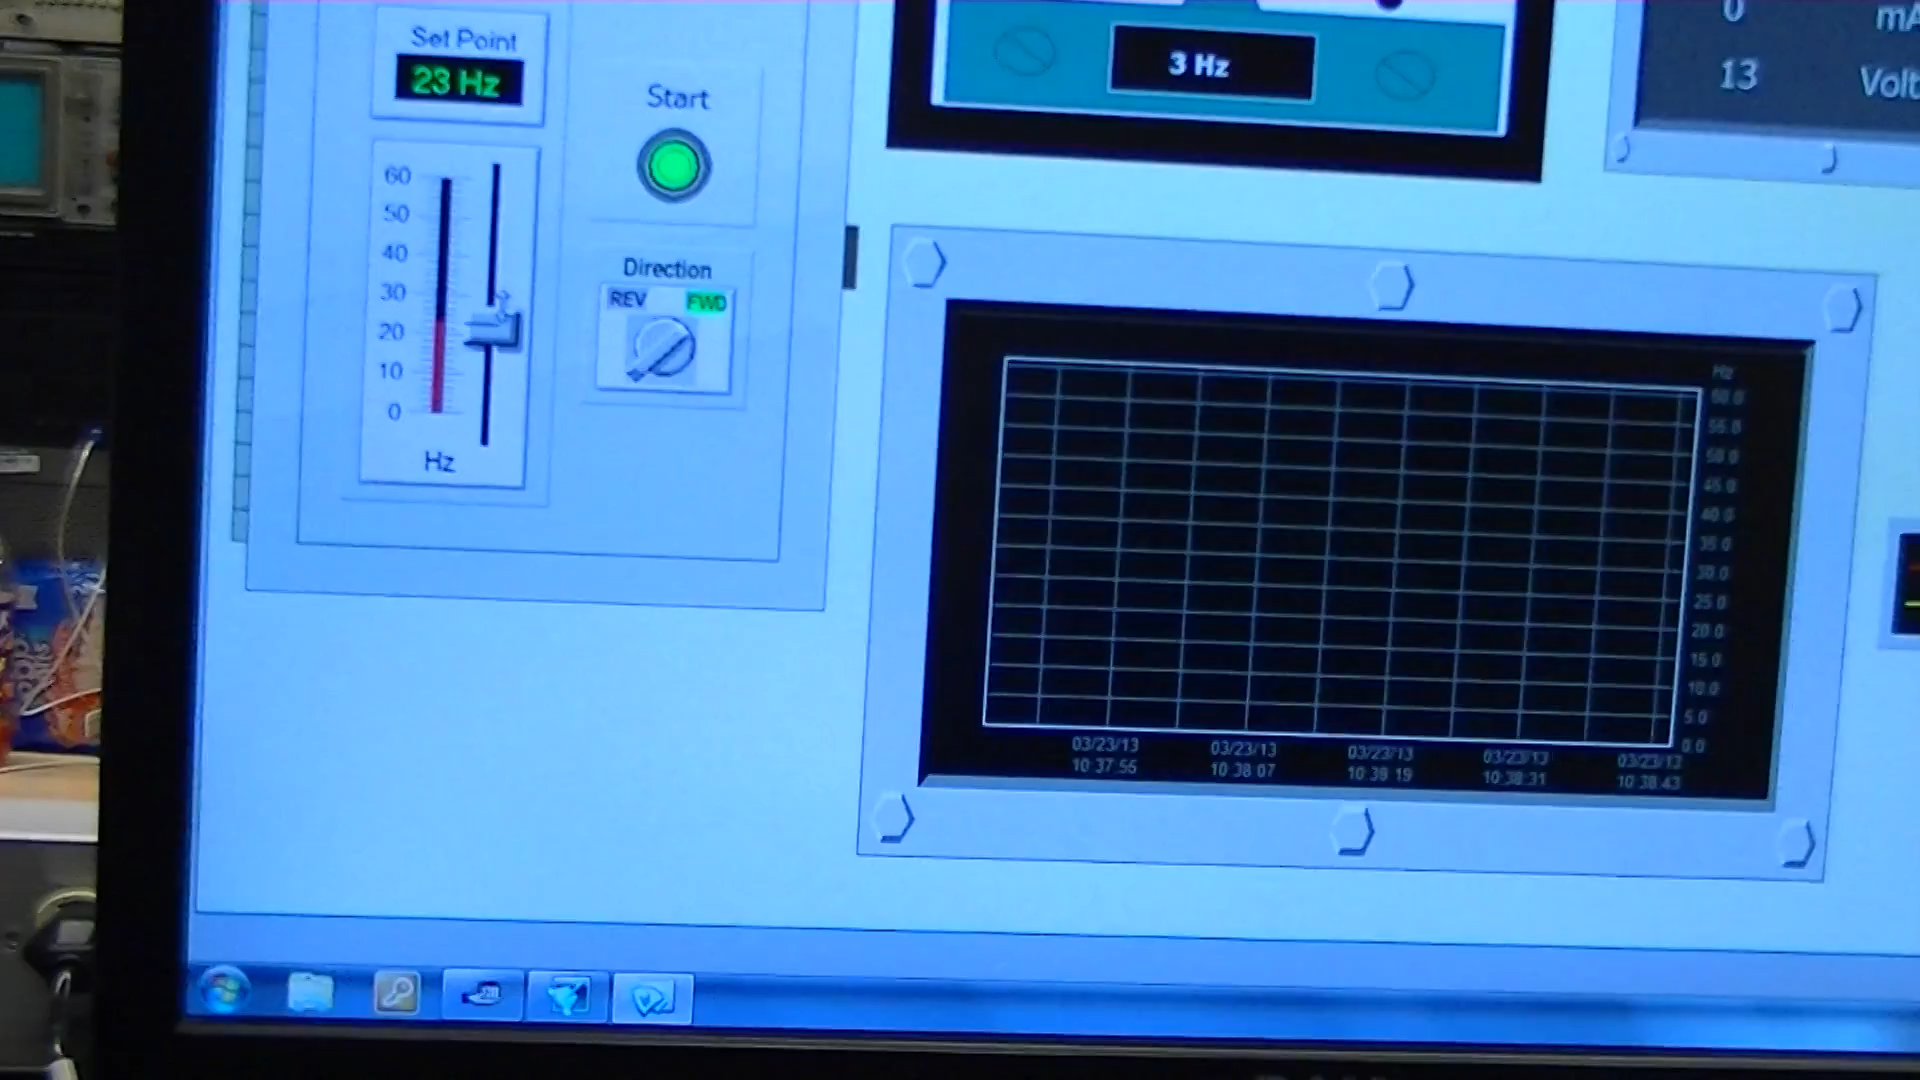 Set Point
23 Hz
60
50
40
30
20
10
0
Hz
Start
Direction
REV FWD
3 Hz
0 mA
13 Volt
Hz
60.0
55.0
50.0
45.0
40.0
35.0
30.0
25.0
20.0
15.0
10.0
5.0
0.0
03/23/13 03/23/13 03/23/13 03/23/13 03/23/13
10:37:55 10:38:07 10:38:19 10:38:31 10:38:43